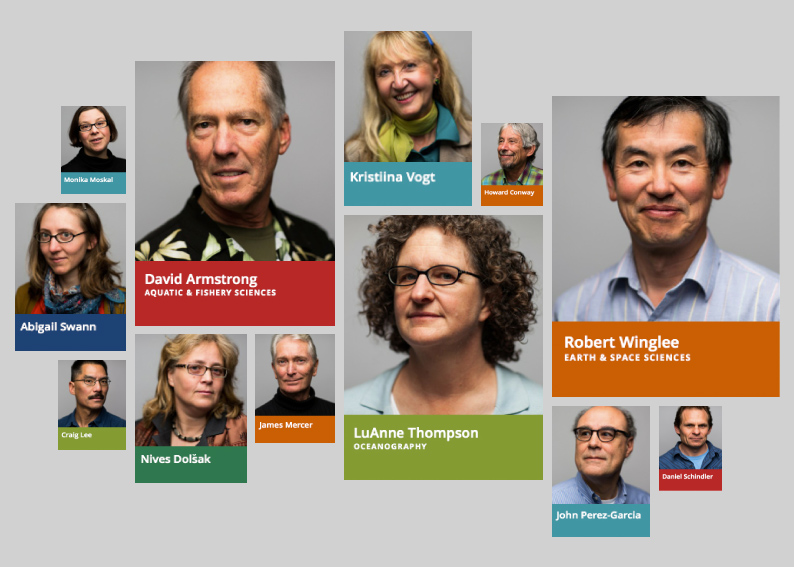 Monika Moskal
Abigail Swann
Craig Lee
David Armstrong
AQUATIC & FISHERY SCIENCES
Nives Dolšak
James Mercer
Kristiina Vogt
Howard Conway
LuAnne Thompson
OCEANOGRAPHY
Robert Winglee
EARTH & SPACE SCIENCES
John Perez-Garcia
Daniel Schindler